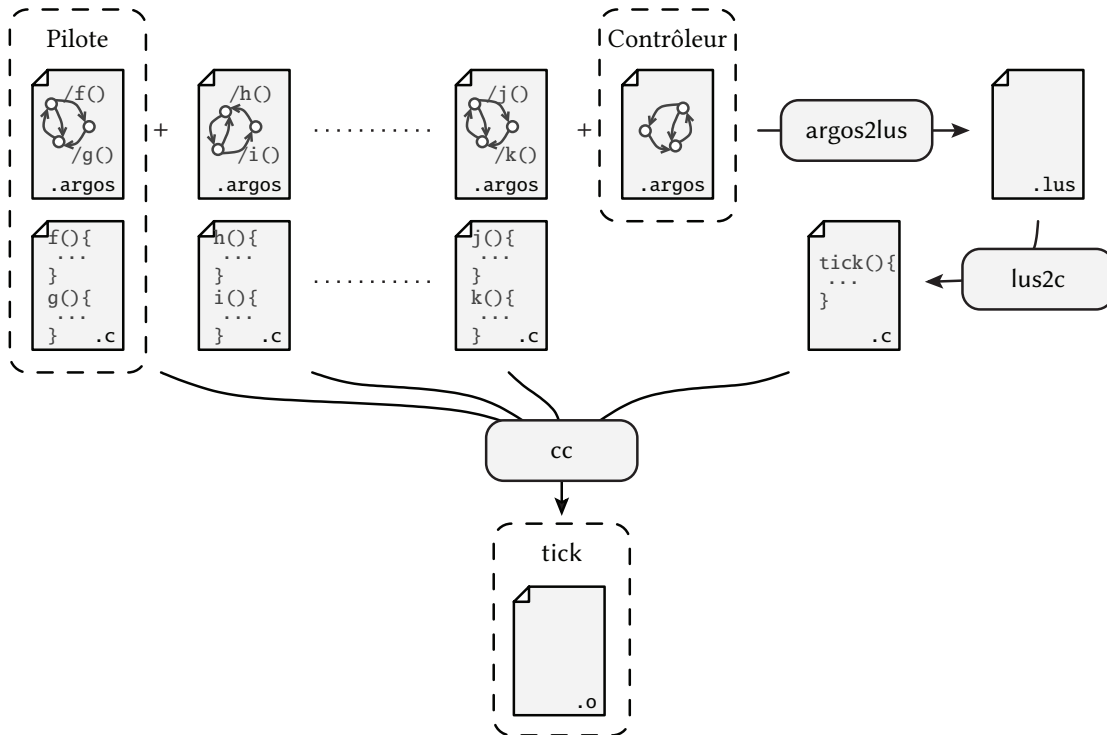 Pilote
Contrôleur
/f()
/g()
.argos
+
/h()
/i()
.argos
...........
/j()
/k()
.argos
+
.argos
argos2lus
.lus
f(){
...
}
g(){
...
}
.c
h(){
...
}
i(){
...
}
.c
...........
j(){
...
}
k(){
...
}
.c
tick(){
...
}
.c
lus2c
cc
tick
.o